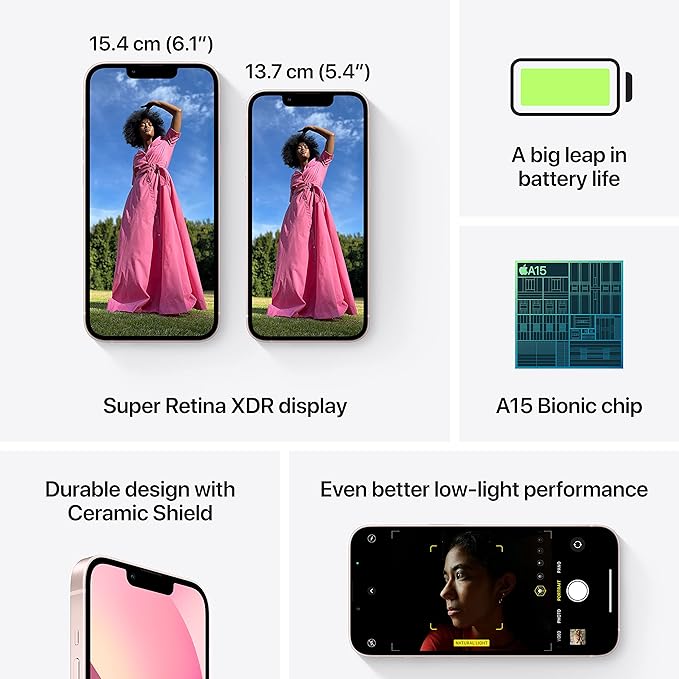 15.4 cm (6.1″)
13.7 cm (5.4″)
Super Retina XDR display
A big leap in
battery life
A15
A15 Bionic chip
Durable design with
Ceramic Shield
Even better low-light performance
NATURAL LIGHT
VIDEO
PHOTO
PORTRAIT
PANO